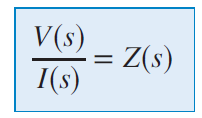 V(s)/I(s) = Z(s)